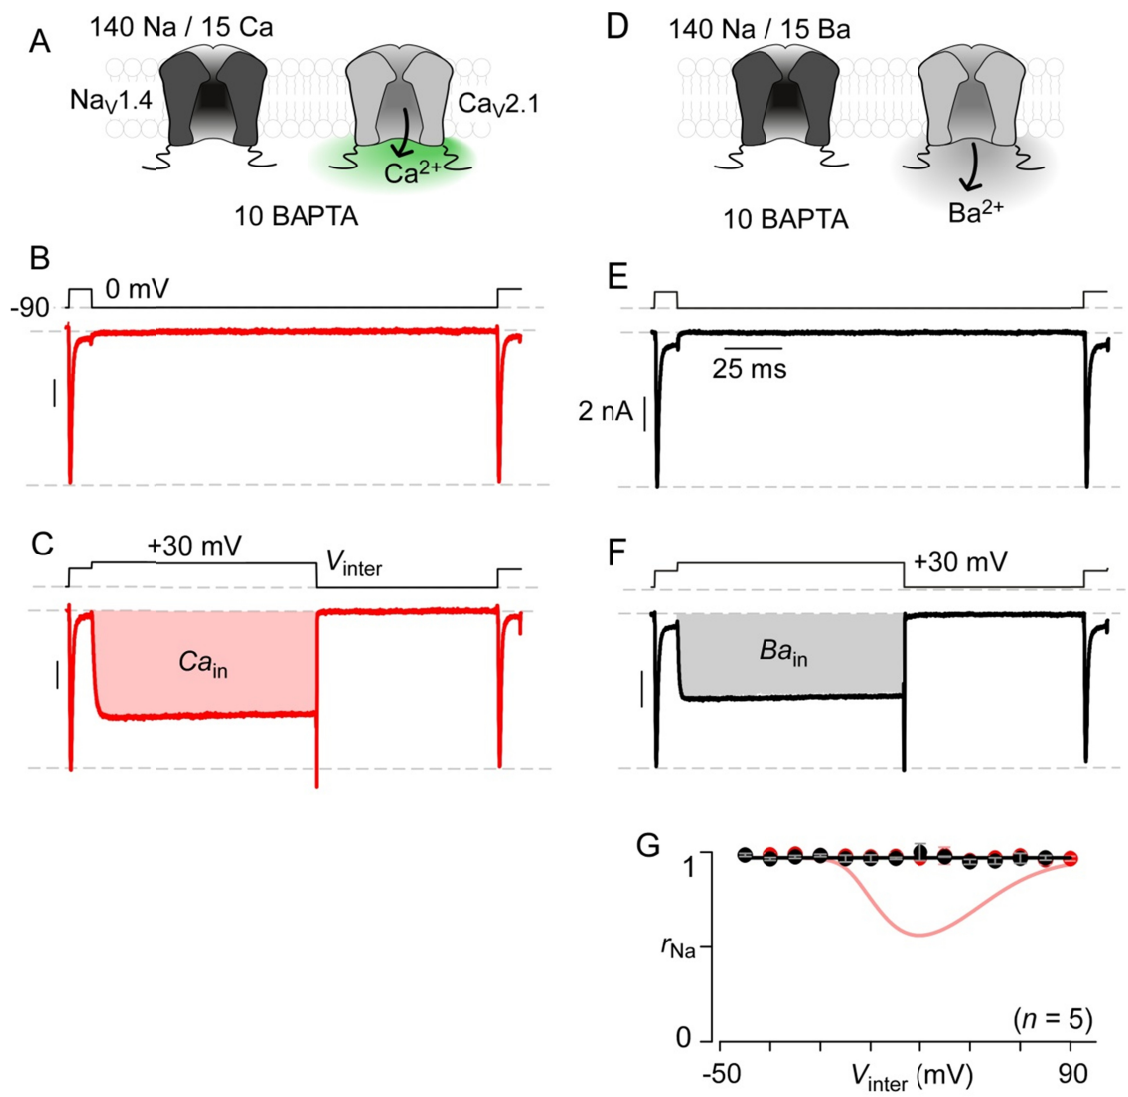 A
140 Na / 15 Ca
NaV1.4
CaV2.1
Ca2+
10 BAPTA
B
0 mV
-90
C
+30 mV
Vinter
Cain
D
140 Na / 15 Ba
10 BAPTA
Ba2+
E
25 ms
2 nA
F
+30 mV
Bain
G
1
rNa
0
(n = 5)
-50
Vinter (mV)
90